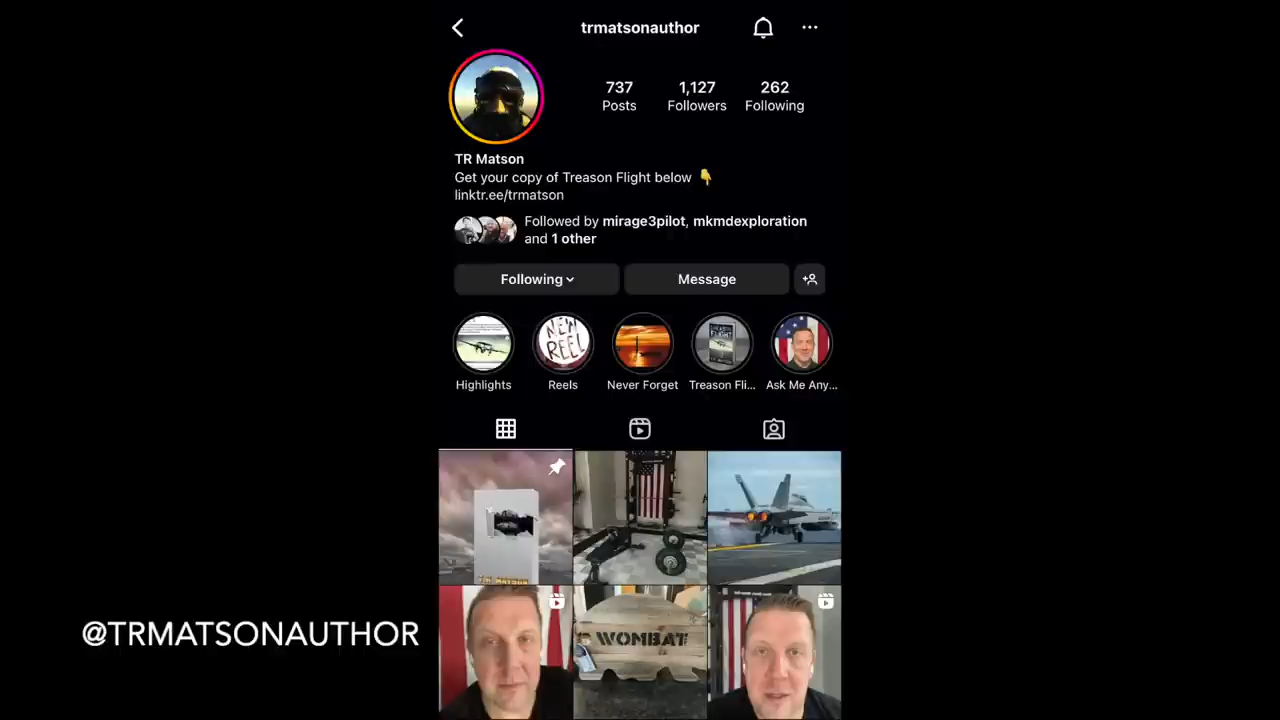 trmatsonauthor
737
Posts
1,127
Followers
262
Following
TR Matson
Get your copy of Treason Flight below 👇
linktr.ee/trmatson
Followed by mirage3pilot, mkmdexploration
and 1 other
Following
Message
NEW
REEL
Highlights
Reels
Never Forget
Treason Fli...
Ask Me Any...
WOMBAT
@TRMATSONAUTHOR